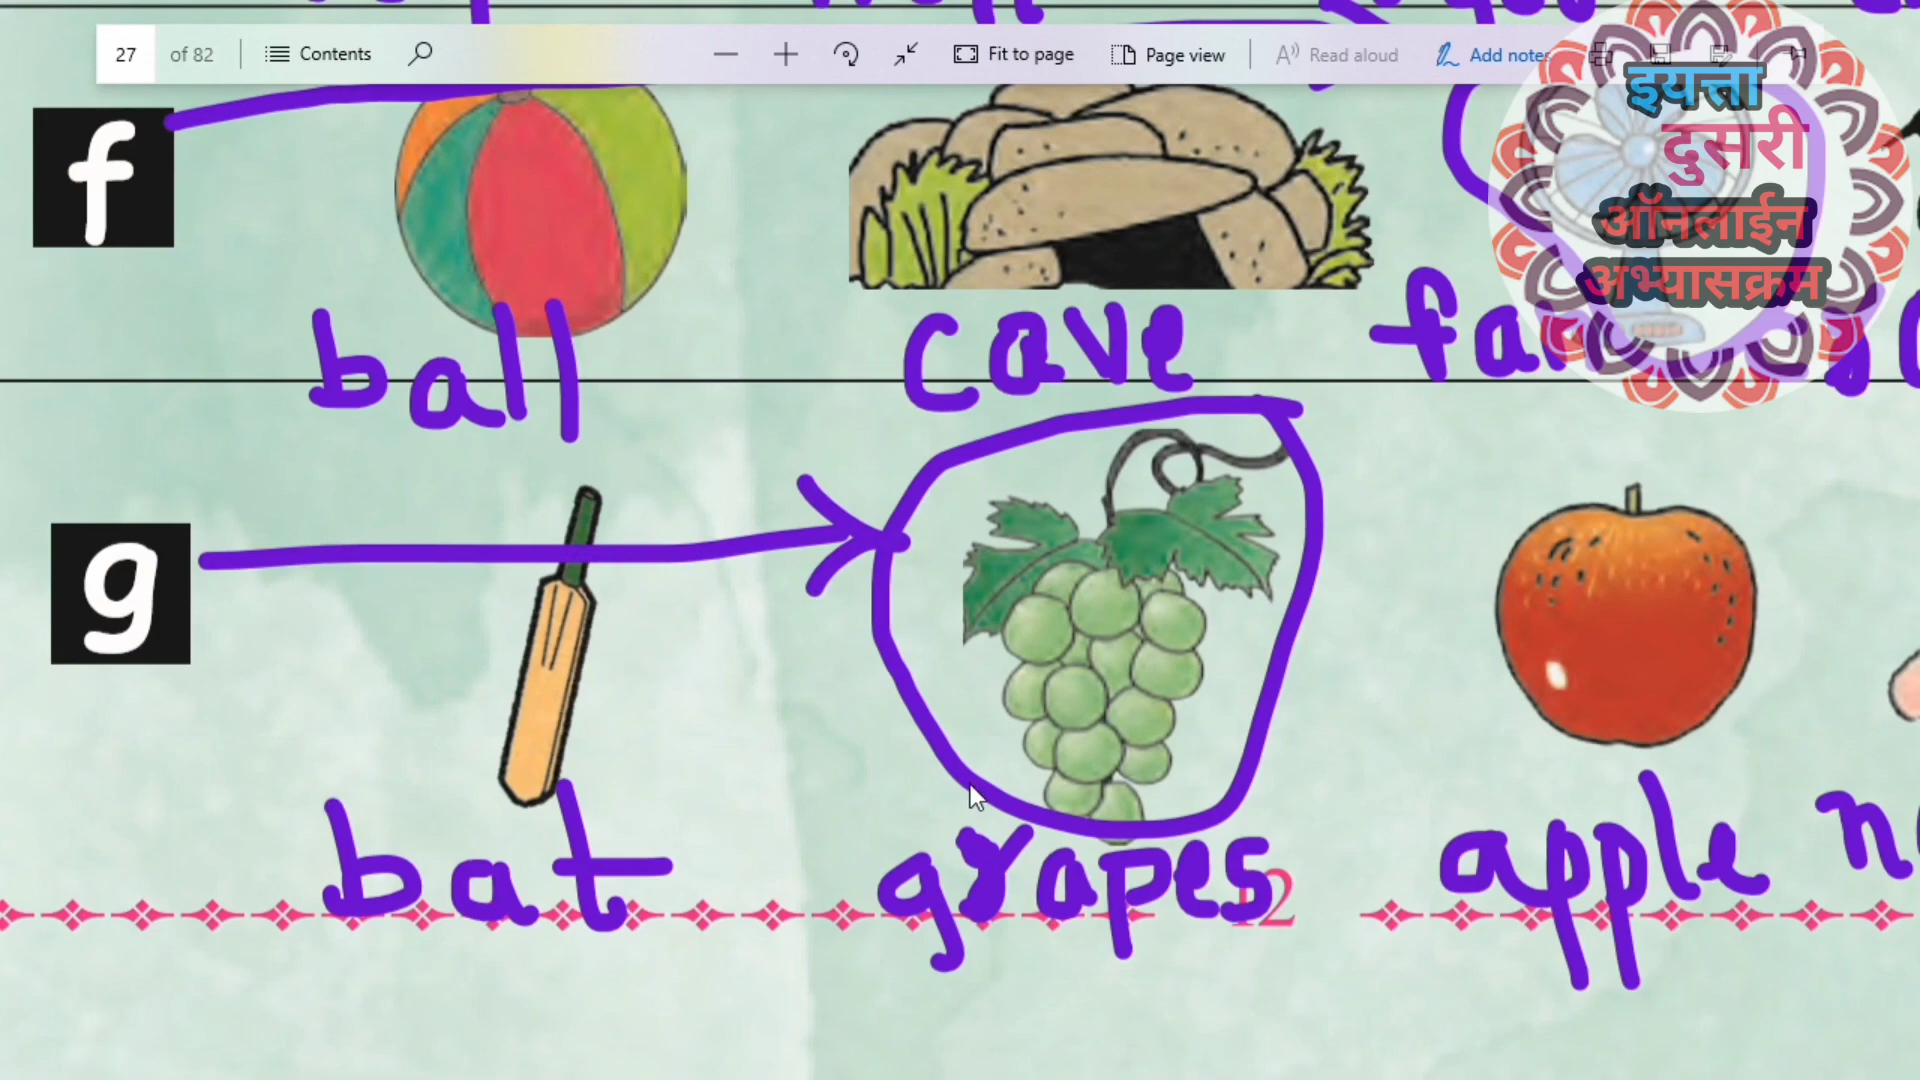 27 of 82 Contents Fit to page Page view Read aloud Add notes
इयत्ता
दुसरी
ऑनलाईन
अभ्यासक्रम
f
ball cave
g
bat grapes apple
12